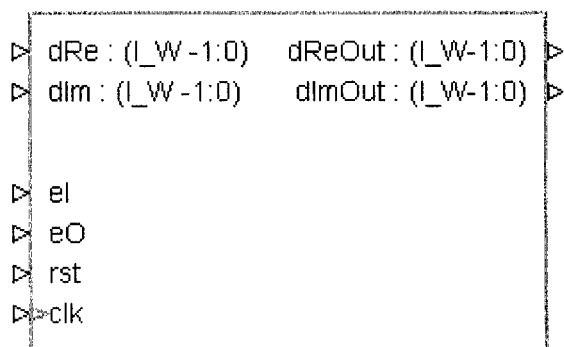 dRe : (I_W -1:0) dReOut : (I_W-1:0)
dIm : (I_W -1:0) dImOut : (I_W-1:0)
eI
eO
rst
clk